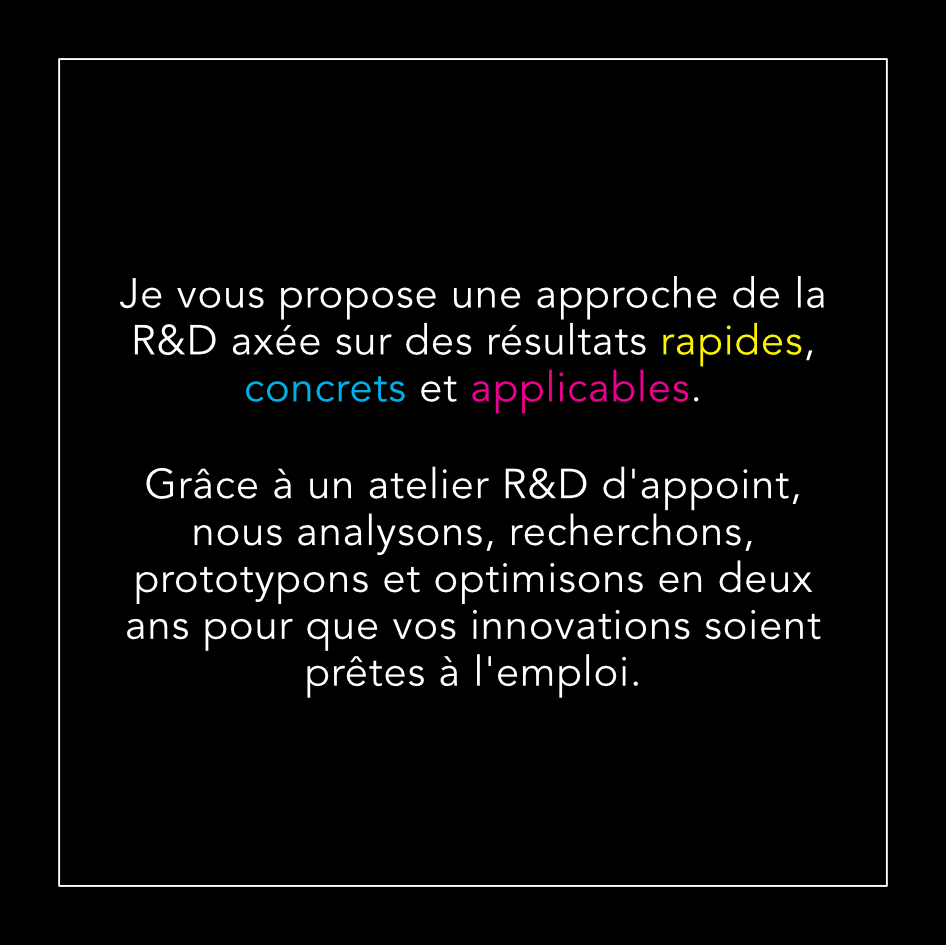 Je vous propose une approche de la
R&D axée sur des résultats rapides,
concrets et applicables.
Grâce à un atelier R&D d'appoint,
nous analysons, recherchons,
prototypons et optimisons en deux
ans pour que vos innovations soient
prêtes à l'emploi.